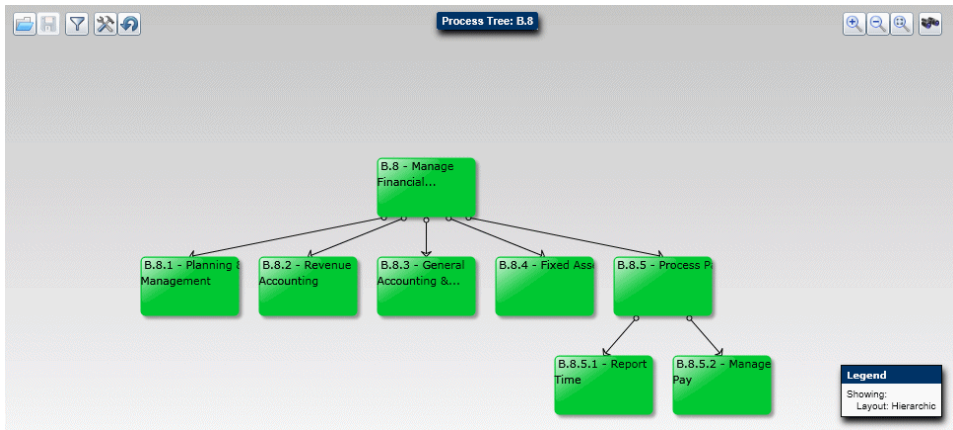 Process Tree: B.8
B.8 - Manage
Financial...
B.8.1 - Planning &
Management
B.8.2 - Revenue
Accounting
B.8.3 - General
Accounting &...
B.8.4 - Fixed Ass
B.8.5 - Process P
B.8.5.1 - Report
Time
B.8.5.2 - Manage
Pay
Legend
Showing:
Layout: Hierarchic